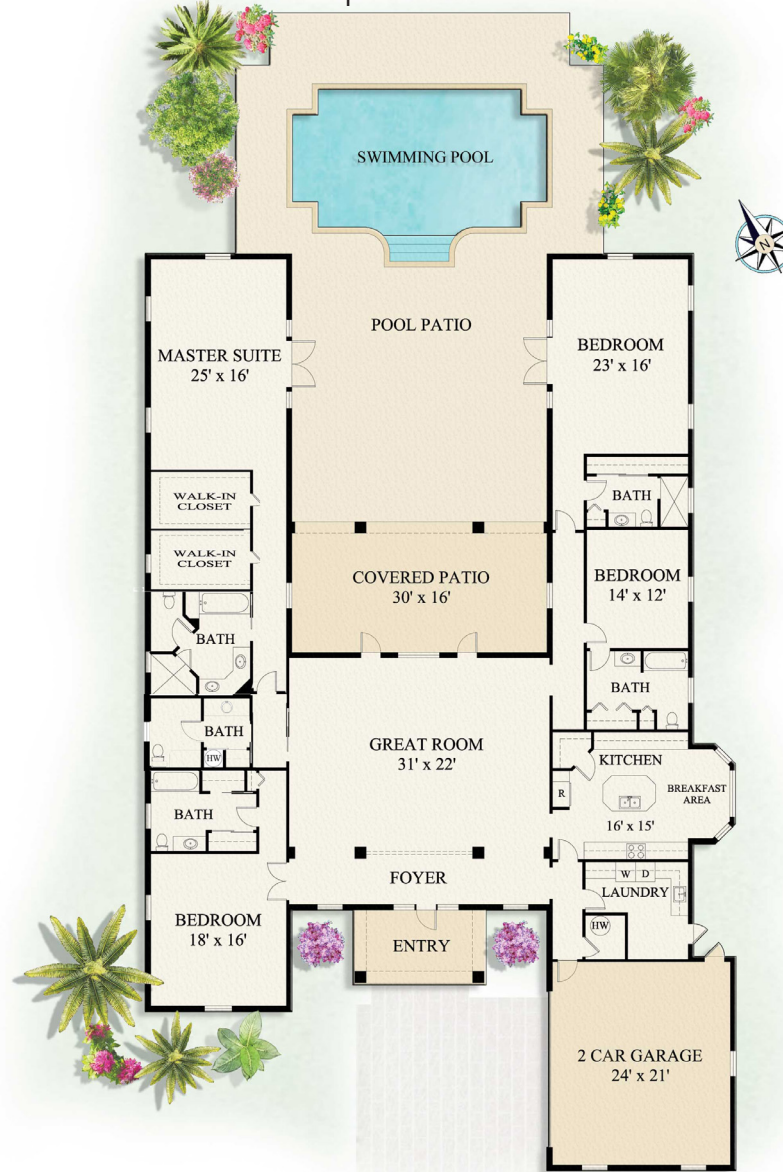 SWIMMING POOL
N
POOL PATIO
MASTER SUITE
25' x 16'
BEDROOM
23' x 16'
WALK-IN
CLOSET
BATH
WALK-IN
CLOSET
COVERED PATIO
30' x 16'
BEDROOM
14' x 12'
BATH
BATH
BATH
HW
GREAT ROOM
31' x 22'
KITCHEN
R
BREAKFAST
AREA
16' x 15'
BATH
FOYER
W D
LAUNDRY
HW
BEDROOM
18' x 16'
ENTRY
2 CAR GARAGE
24' x 21'